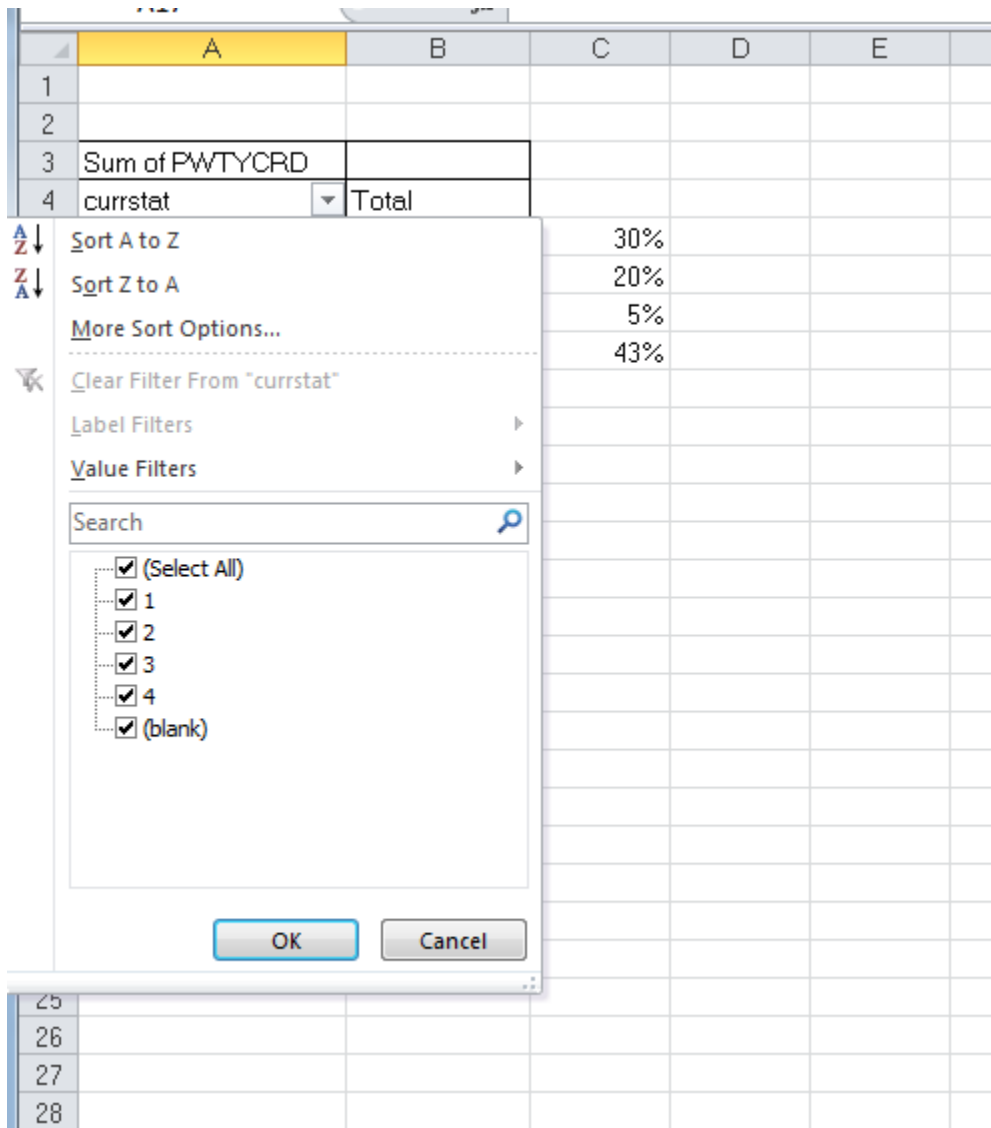 A B C D E
1
2
3 Sum of PWTYCRD
4 currstat Total
Sort A to Z 30%
Sort Z to A 20%
More Sort Options... 5%
43%
Clear Filter From "currstat"
Label Filters
Value Filters
Search
(Select All)
1
2
3
4
(blank)
OK Cancel
25
26
27
28